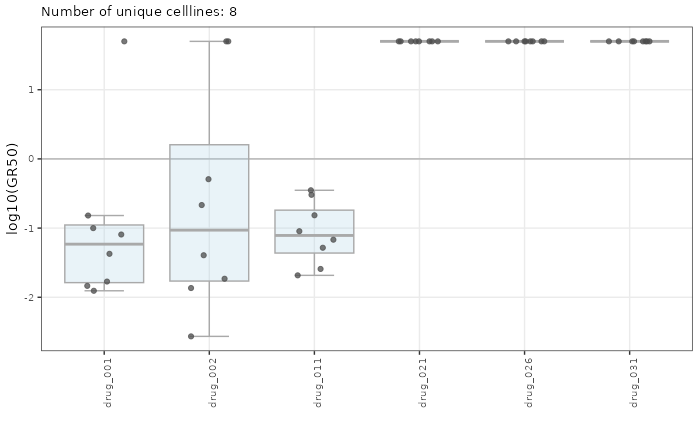 Number of unique celllines: 8
log10(GR50)
1
0
-1
-2
drug_001
drug_002
drug_011
drug_021
drug_026
drug_031